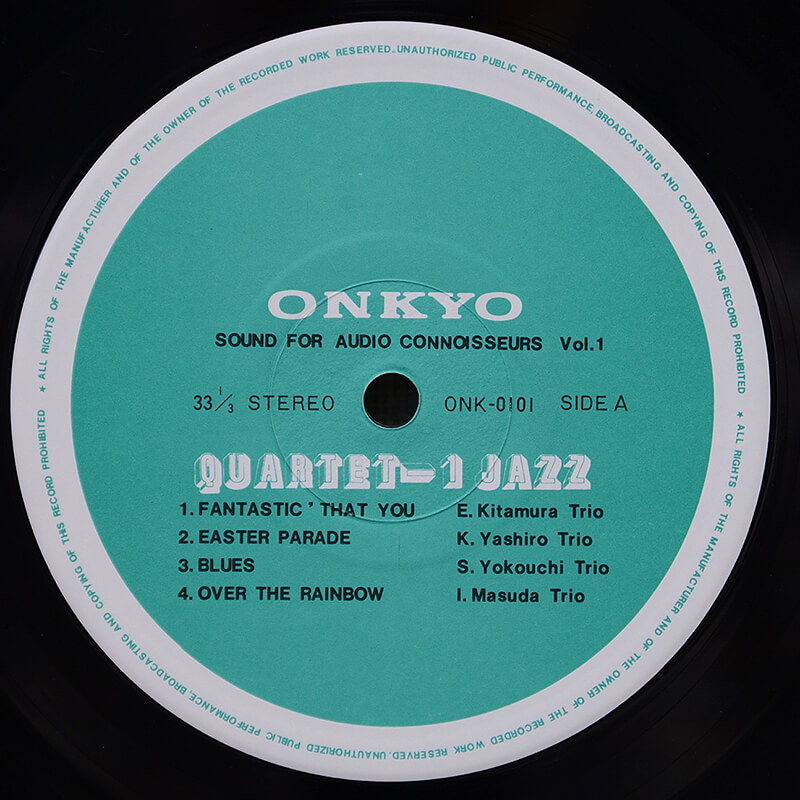 * ALL RIGHTS OF THE MANUFACTURER AND OF THE OWNER OF THE RECORDED WORK RESERVED. UNAUTHORIZED PUBLIC PERFORMANCE, BROADCASTING AND COPYING OF THIS RECORD PROHIBITED
* ALL RIGHTS OF THE MANUFACTURER AND OF THE OWNER OF THE RECORDED WORK RESERVED. UNAUTHORIZED PUBLIC PERFORMANCE, BROADCASTING AND COPYING OF THIS RECORD PROHIBITED
ONKYO
SOUND FOR AUDIO CONNOISSEURS Vol.1
33 1/3 STEREO ONK-0101 SIDE A
QUARTET-1 JAZZ
1. FANTASTIC ' THAT YOU E. Kitamura Trio
2. EASTER PARADE K. Yashiro Trio
3. BLUES S. Yokouchi Trio
4. OVER THE RAINBOW I. Masuda Trio